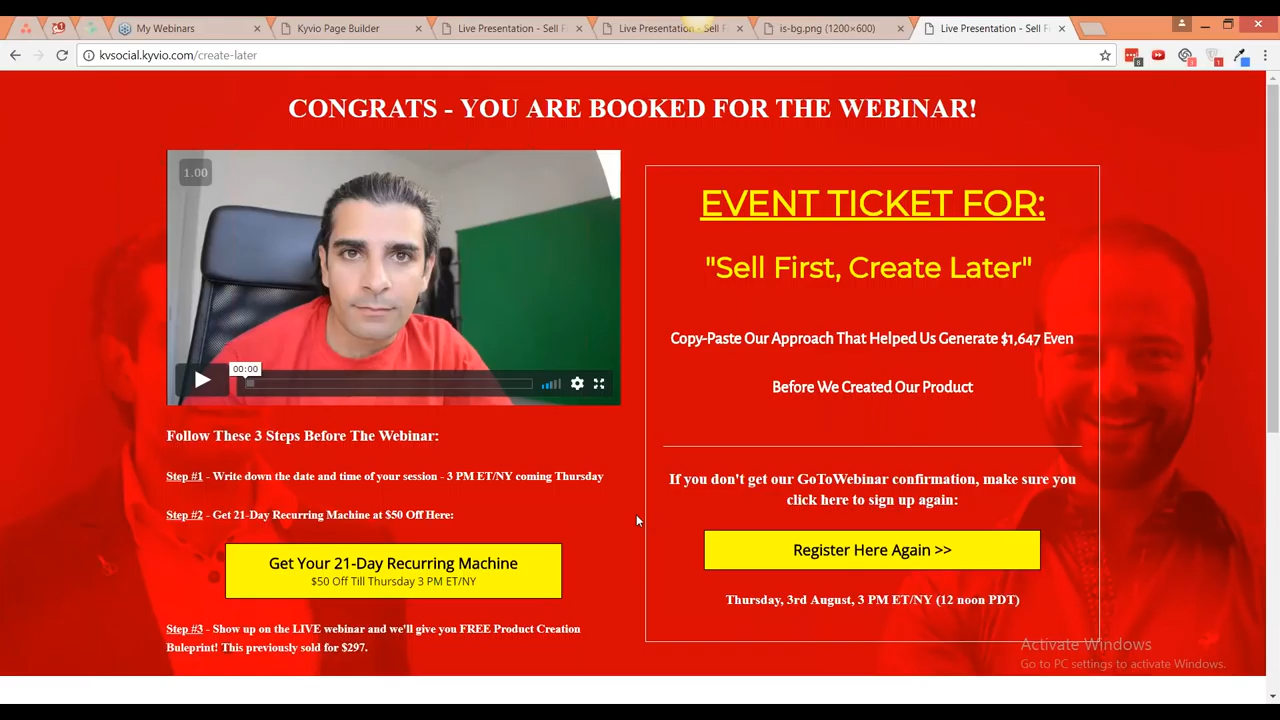 My Webinars
Kyvio Page Builder
Live Presentation - Sell F
Live Presentation - Sell F
is-bg.png (1200×600)
Live Presentation - Sell F
kvsocial.kyvio.com/create-later
8
3
1
CONGRATS - YOU ARE BOOKED FOR THE WEBINAR!
1.00
00:00
Follow These 3 Steps Before The Webinar:
Step #1 - Write down the date and time of your session - 3 PM ET/NY coming Thursday
Step #2 - Get 21-Day Recurring Machine at $50 Off Here:
Get Your 21-Day Recurring Machine
$50 Off Till Thursday 3 PM ET/NY
Step #3 - Show up on the LIVE webinar and we'll give you FREE Product Creation
Buleprint! This previously sold for $297.
EVENT TICKET FOR:
"Sell First, Create Later"
Copy-Paste Our Approach That Helped Us Generate $1,647 Even
Before We Created Our Product
If you don't get our GoToWebinar confirmation, make sure you
click here to sign up again:
Register Here Again >>
Thursday, 3rd August, 3 PM ET/NY (12 noon PDT)
Activate Windows
Go to PC settings to activate Windows.